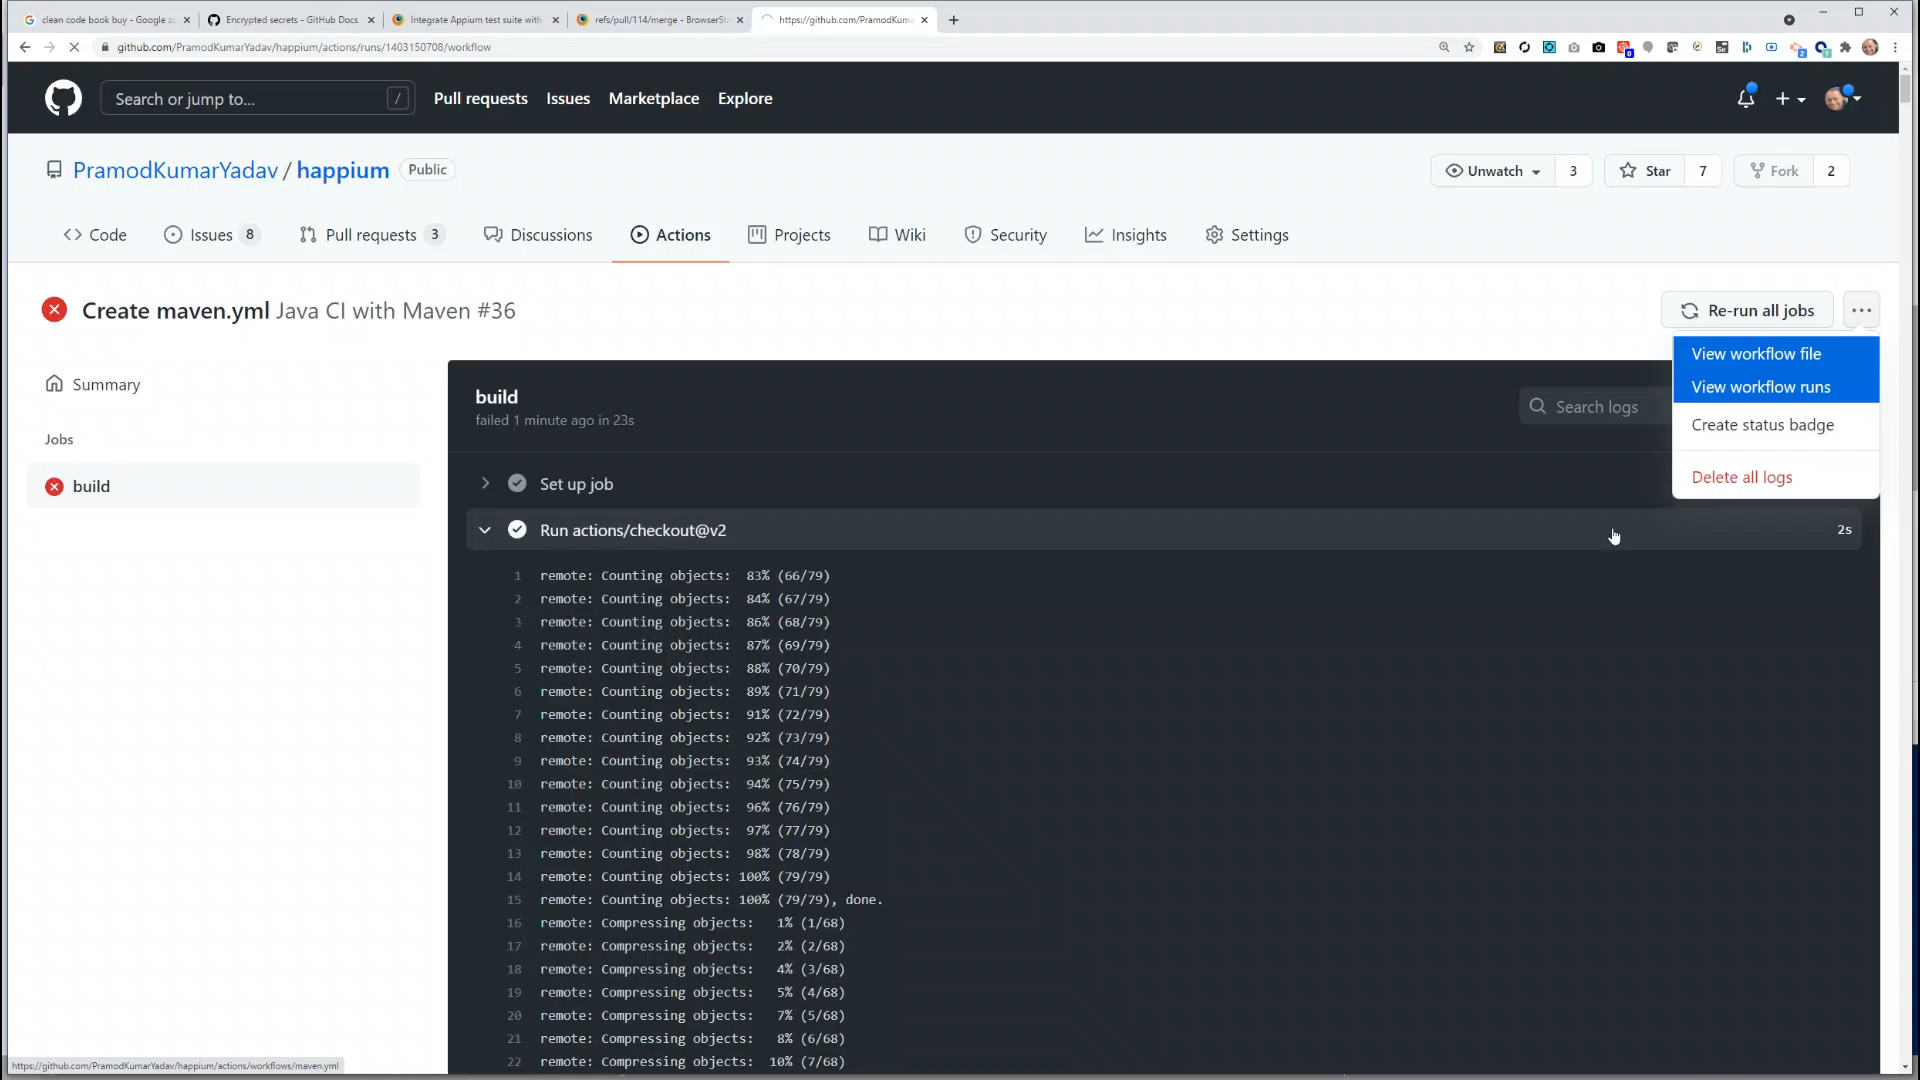 clean code book buy - Google
Encrypted secrets - GitHub Docs
Integrate Appium test suite with
refs/pull/114/merge - BrowserSt
https://github.com/PramodKuma
github.com/PramodKumarYadav/happium/actions/runs/1403150708/workflow
Search or jump to... /
Pull requests Issues Marketplace Explore
PramodKumarYadav / happium Public
Unwatch 3 Star 7 Fork 2
Code Issues 8 Pull requests 3 Discussions Actions Projects Wiki Security Insights Settings
Create maven.yml Java CI with Maven #36
Re-run all jobs ...
View workflow file
View workflow runs
Create status badge
Delete all logs
Summary
Jobs
build
build
failed 1 minute ago in 23s
Search logs
Set up job
Run actions/checkout@v2 2s
1 remote: Counting objects: 83% (66/79)
2 remote: Counting objects: 84% (67/79)
3 remote: Counting objects: 86% (68/79)
4 remote: Counting objects: 87% (69/79)
5 remote: Counting objects: 88% (70/79)
6 remote: Counting objects: 89% (71/79)
7 remote: Counting objects: 91% (72/79)
8 remote: Counting objects: 92% (73/79)
9 remote: Counting objects: 93% (74/79)
10 remote: Counting objects: 94% (75/79)
11 remote: Counting objects: 96% (76/79)
12 remote: Counting objects: 97% (77/79)
13 remote: Counting objects: 98% (78/79)
14 remote: Counting objects: 100% (79/79)
15 remote: Counting objects: 100% (79/79), done.
16 remote: Compressing objects: 1% (1/68)
17 remote: Compressing objects: 2% (2/68)
18 remote: Compressing objects: 4% (3/68)
19 remote: Compressing objects: 5% (4/68)
20 remote: Compressing objects: 7% (5/68)
21 remote: Compressing objects: 8% (6/68)
22 remote: Compressing objects: 10% (7/68)
https://github.com/PramodKumarYadav/happium/actions/workflows/maven.yml